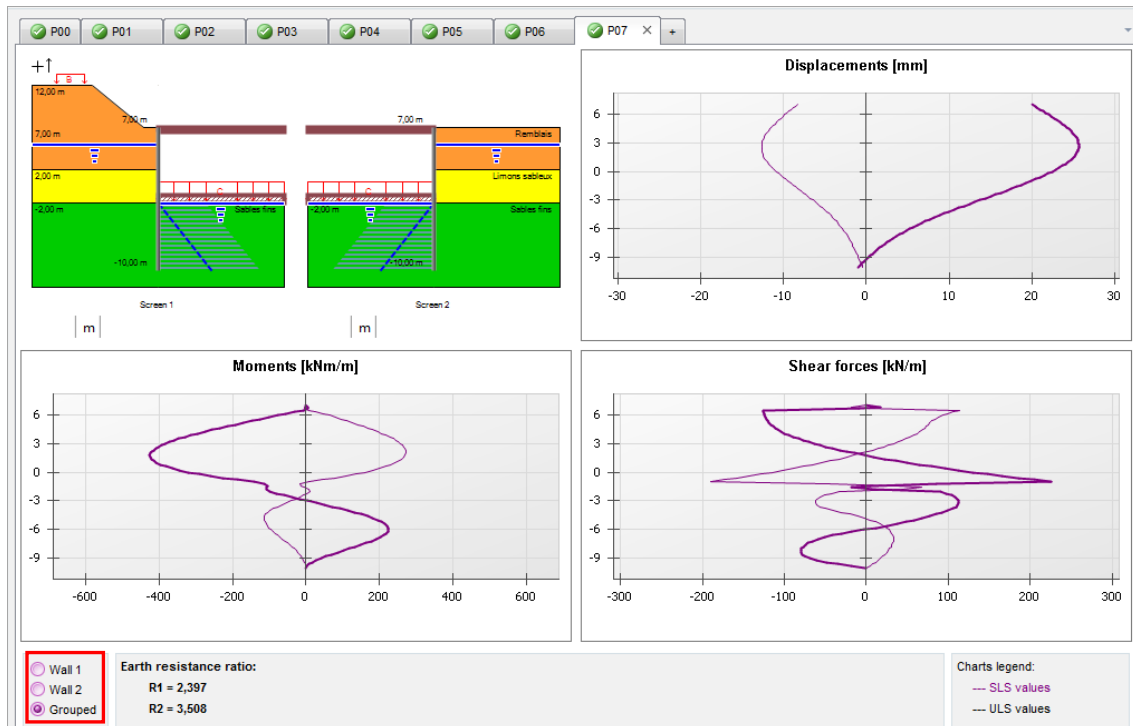 P00 P01 P02 P03 P04 P05 P06 P07 × +
+↑
B
12,00 m
7,00 m 7,00 m
7,00 m Remblais
2,00 m Limons sableux
C C
-2,00 m Sables fins -2,00 m Sables fins
-10,00 m -10,00 m
Screen 1 Screen 2
m m
Displacements [mm]
6
3
0
-3
-6
-9
-30 -20 -10 0 10 20 30
Moments [kNm/m]
6
3
0
-3
-6
-9
-600 -400 -200 0 200 400 600
Shear forces [kN/m]
6
3
0
-3
-6
-9
-300 -200 -100 0 100 200 300
Wall 1
Wall 2
Grouped
Earth resistance ratio:
R1 = 2,397
R2 = 3,508
Charts legend:
--- SLS values
--- ULS values